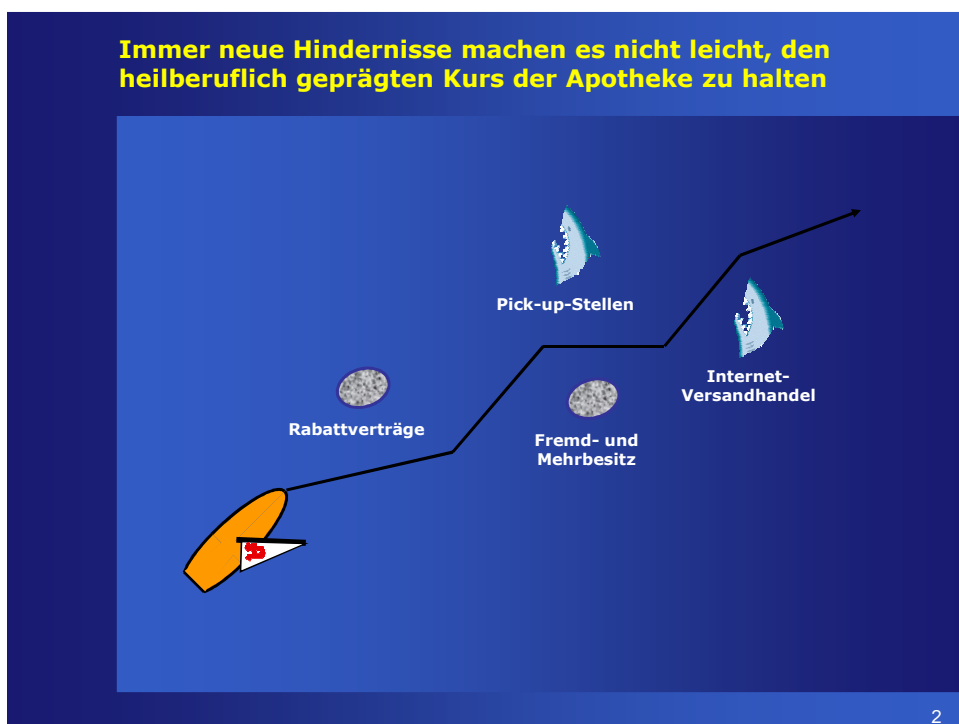 Immer neue Hindernisse machen es nicht leicht, den
heilberuflich geprägten Kurs der Apotheke zu halten
Pick-up-Stellen
Internet-
Versandhandel
Rabattverträge
Fremd- und
Mehrbesitz
2